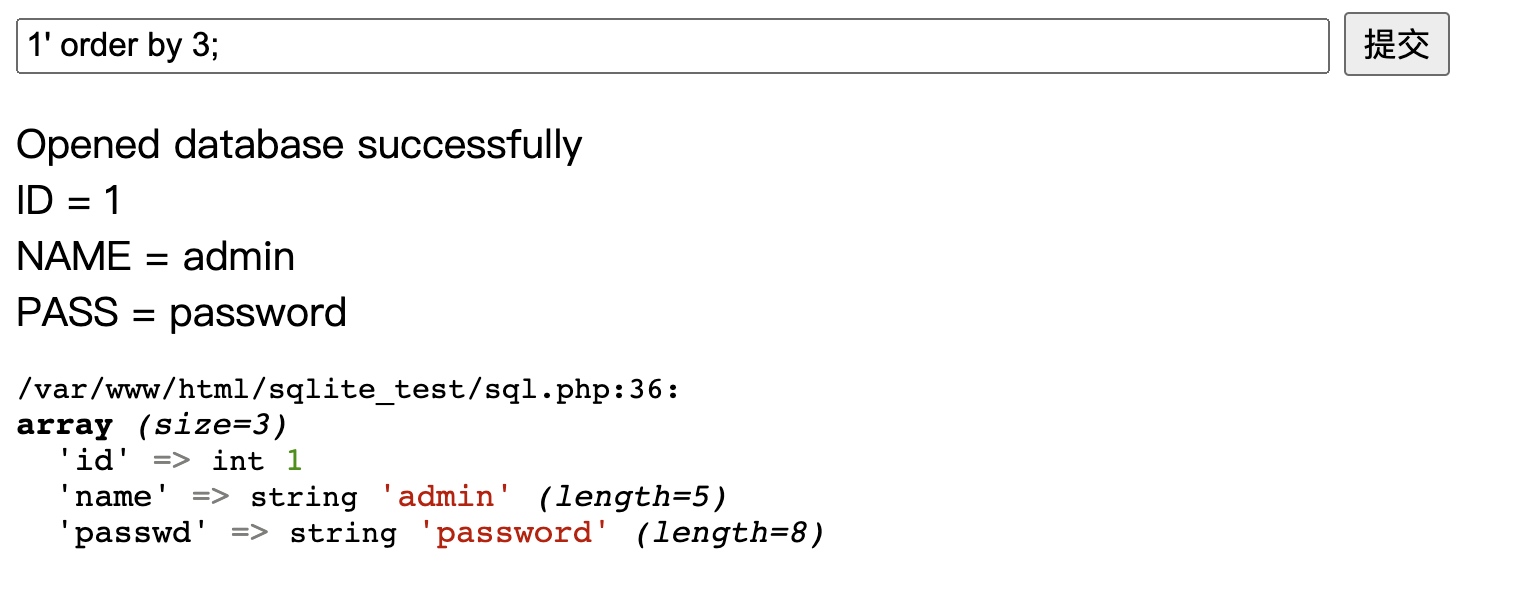 1' order by 3; 提交
Opened database successfully
ID = 1
NAME = admin
PASS = password
/var/www/html/sqlite_test/sql.php:36:
array (size=3)
'id' => int 1
'name' => string 'admin' (length=5)
'passwd' => string 'password' (length=8)